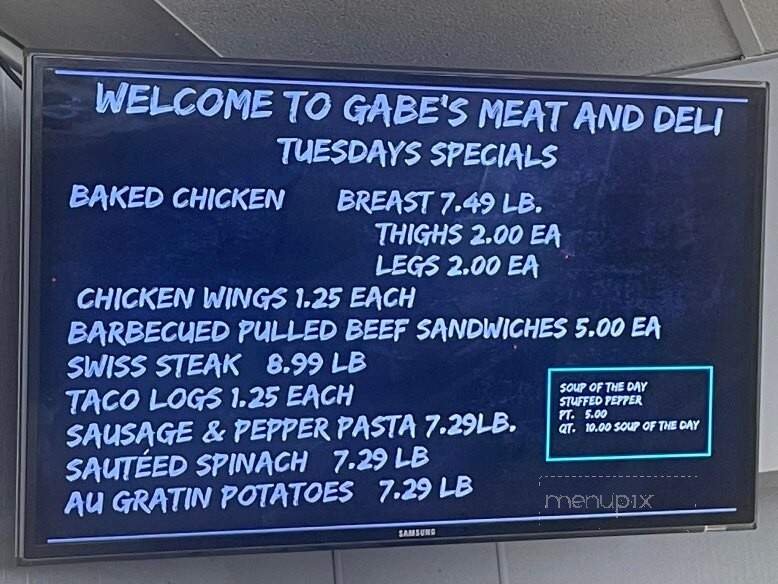 WELCOME TO GABE'S MEAT AND DELI
TUESDAYS SPECIALS
BAKED CHICKEN BREAST 7.49 LB.
THIGHS 2.00 EA
LEGS 2.00 EA
CHICKEN WINGS 1.25 EACH
BARBECUED PULLED BEEF SANDWICHES 5.00 EA
SWISS STEAK 8.99 LB
TACO LOGS 1.25 EACH
SAUSAGE & PEPPER PASTA 7.29LB.
SAUTÉED SPINACH 7.29 LB
AU GRATIN POTATOES 7.29 LB
SOUP OF THE DAY
STUFFED PEPPER
PT. 5.00
QT. 10.00 SOUP OF THE DAY
menupix
SAMSUNG